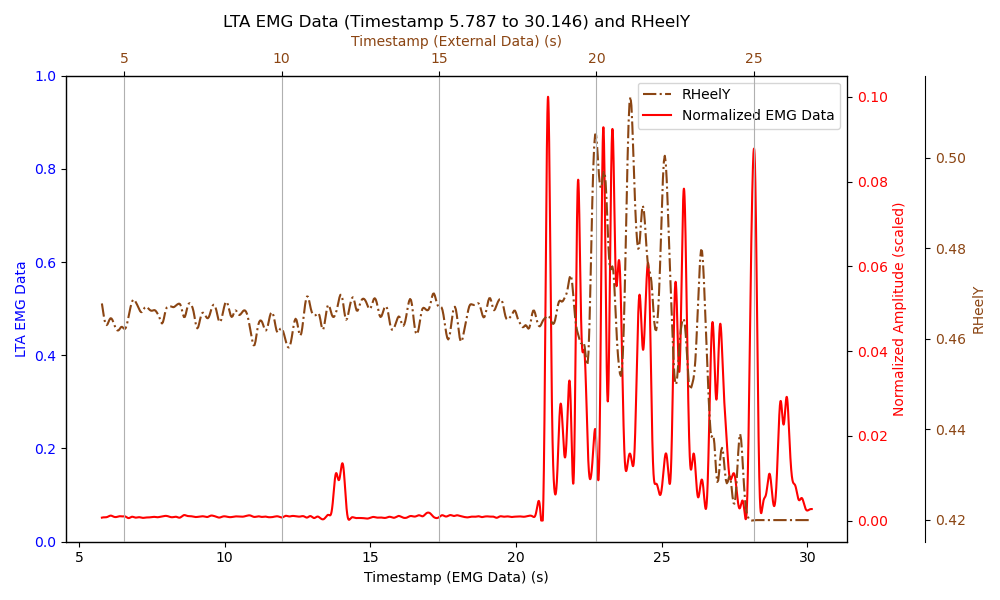 LTA EMG Data (Timestamp 5.787 to 30.146) and RHeelY
Timestamp (External Data) (s)
5 10 15 20 25
1.0
0.8
0.6
0.4
0.2
0.0
LTA EMG Data
RHeelY
Normalized EMG Data
0.10
0.08
0.06
0.04
0.02
0.00
Normalized Amplitude (scaled)
0.50
0.48
0.46
0.44
0.42
RHeelY
5 10 15 20 25 30
Timestamp (EMG Data) (s)